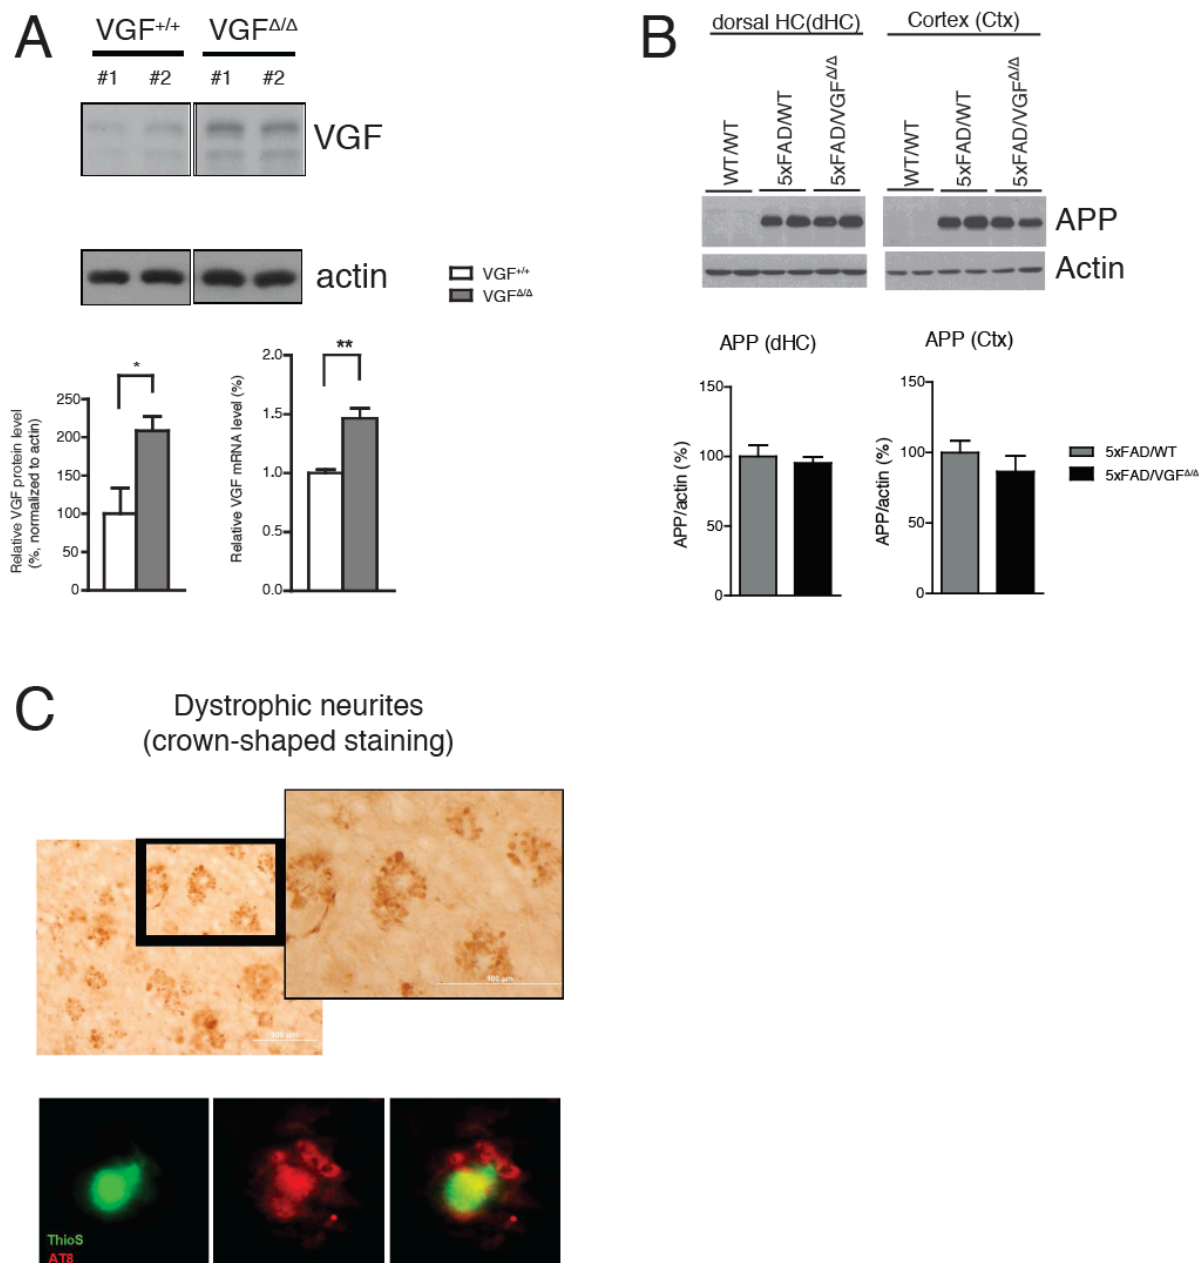 A
VGF+/+ VGFΔ/Δ
#1 #2 #1 #2
VGF
actin
VGF+/+
VGFΔ/Δ
Relative VGF protein level
(%, normalized to actin)
250
200
150
100
50
0
*
Relative VGF mRNA level (%)
2.0
1.5
1.0
0.5
0.0
**
B
dorsal HC(dHC) Cortex (Ctx)
WT/WT
5xFAD/WT
5xFAD/VGFΔ/Δ
WT/WT
5xFAD/WT
5xFAD/VGFΔ/Δ
APP
Actin
APP (dHC)
APP/actin (%)
150
100
50
0
APP (Ctx)
APP/actin (%)
150
100
50
0
5xFAD/WT
5xFAD/VGFΔ/Δ
C
Dystrophic neurites
(crown-shaped staining)
100 µm
100 µm
ThioS
AT8